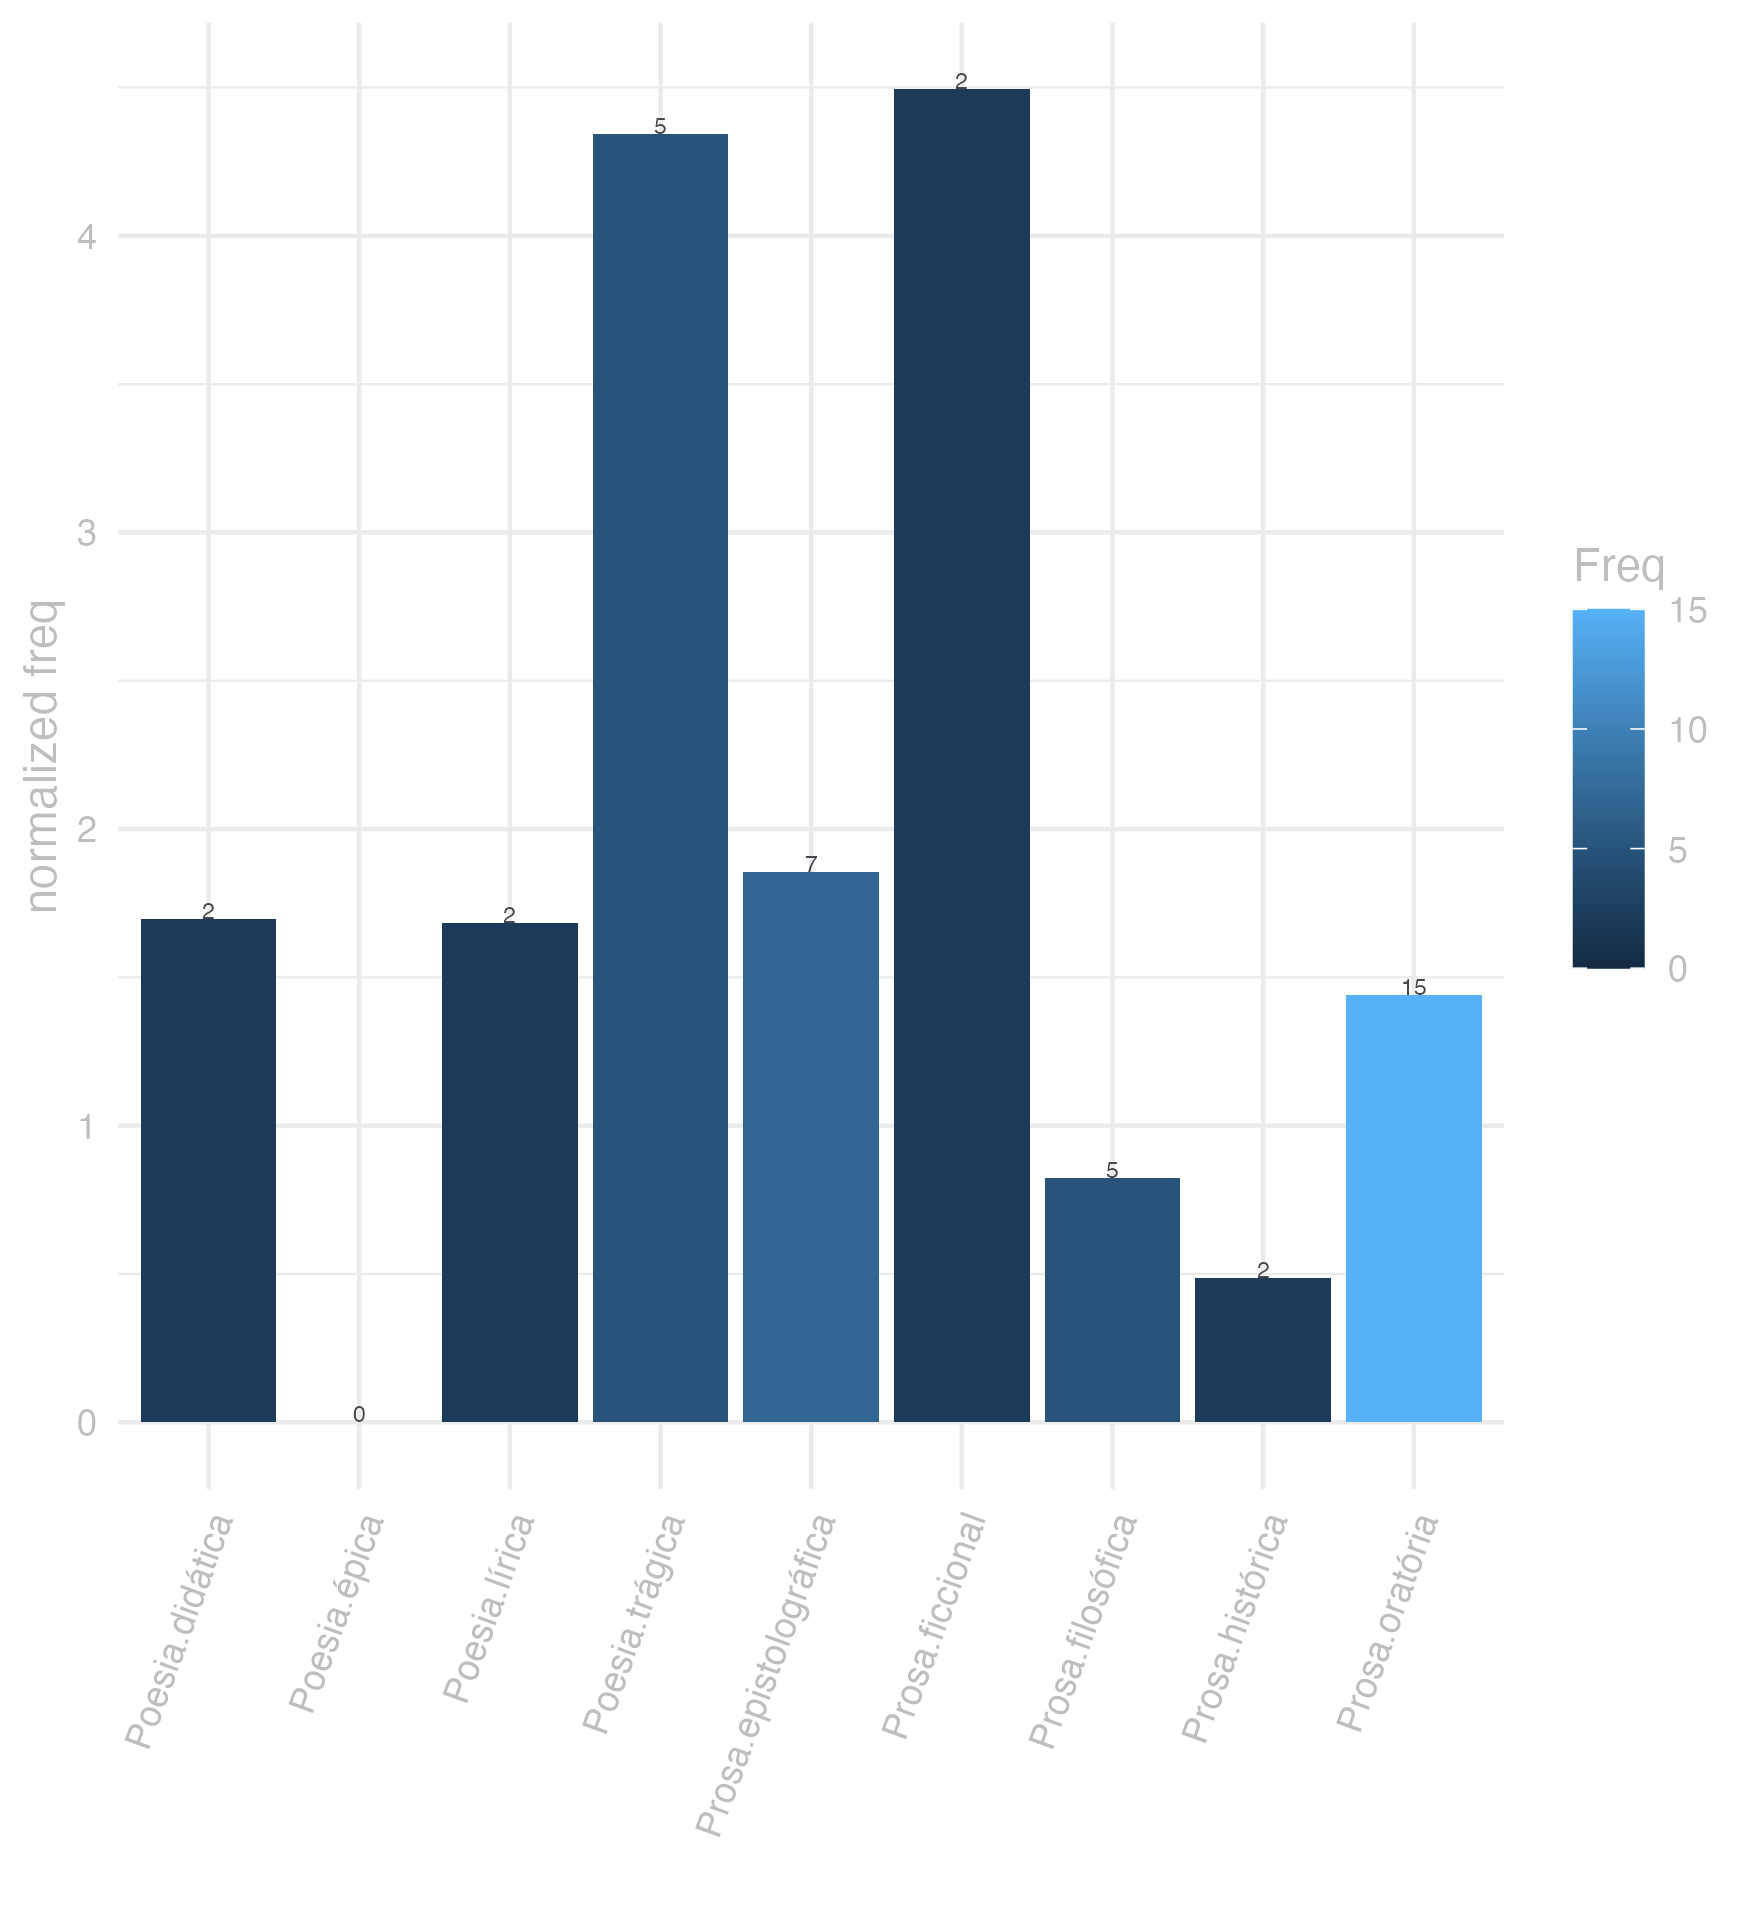 normalized freq
4
3
2
1
0
2
0
2
5
7
2
5
2
15
Poesia.didática
Poesia.épica
Poesia.lírica
Poesia.trágica
Prosa.epistolográfica
Prosa.ficcional
Prosa.filosófica
Prosa.histórica
Prosa.oratória
Freq
15
10
5
0